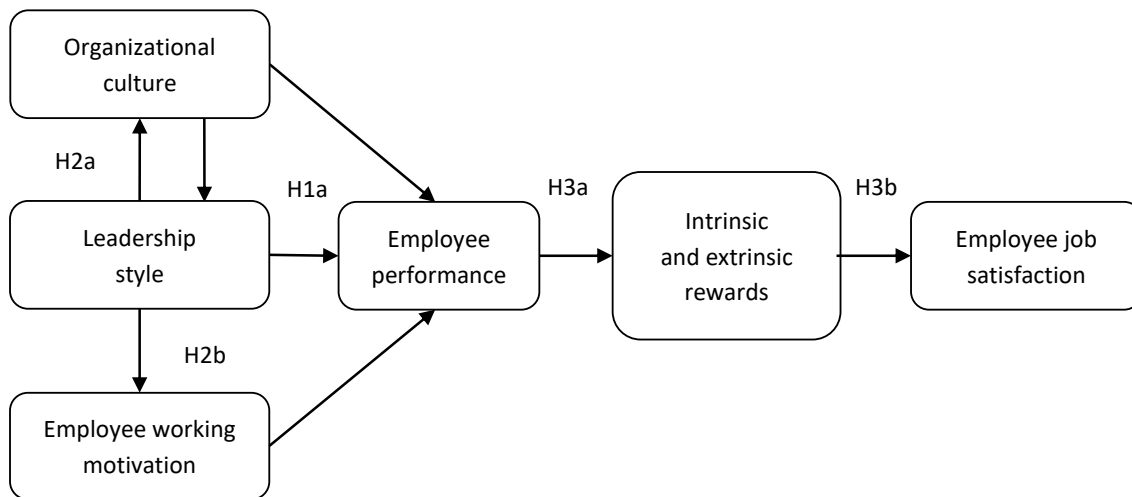 Organizational
culture
H2a
H1a
H3a
H3b
Leadership
style
Employee
performance
Intrinsic
and extrinsic
rewards
Employee job
satisfaction
H2b
Employee working
motivation